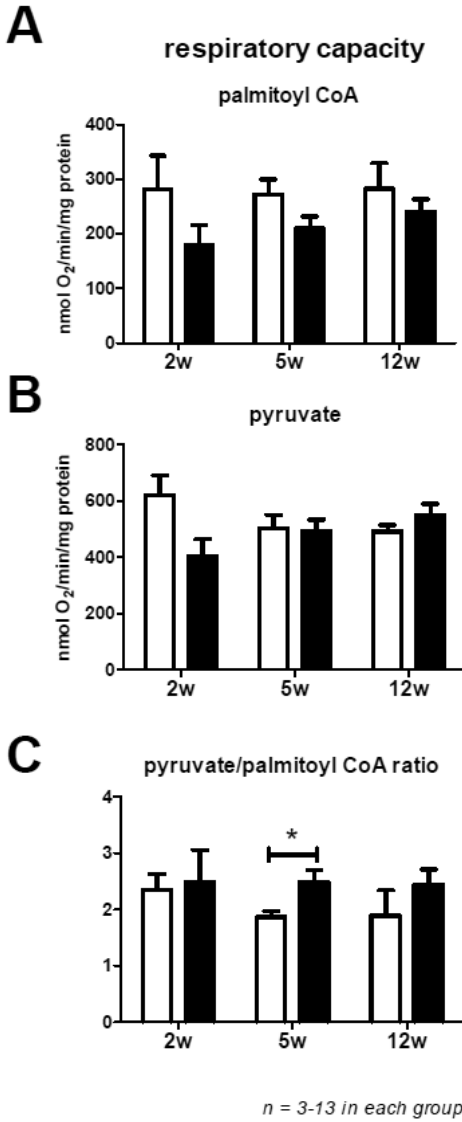 A
respiratory capacity
palmitoyl CoA
nmol O₂/min/mg protein
400
300
200
100
0
2w 5w 12w
B
pyruvate
nmol O₂/min/mg protein
800
600
400
200
0
2w 5w 12w
C
pyruvate/palmitoyl CoA ratio
4
3
2
1
0
*
2w 5w 12w
n = 3-13 in each group